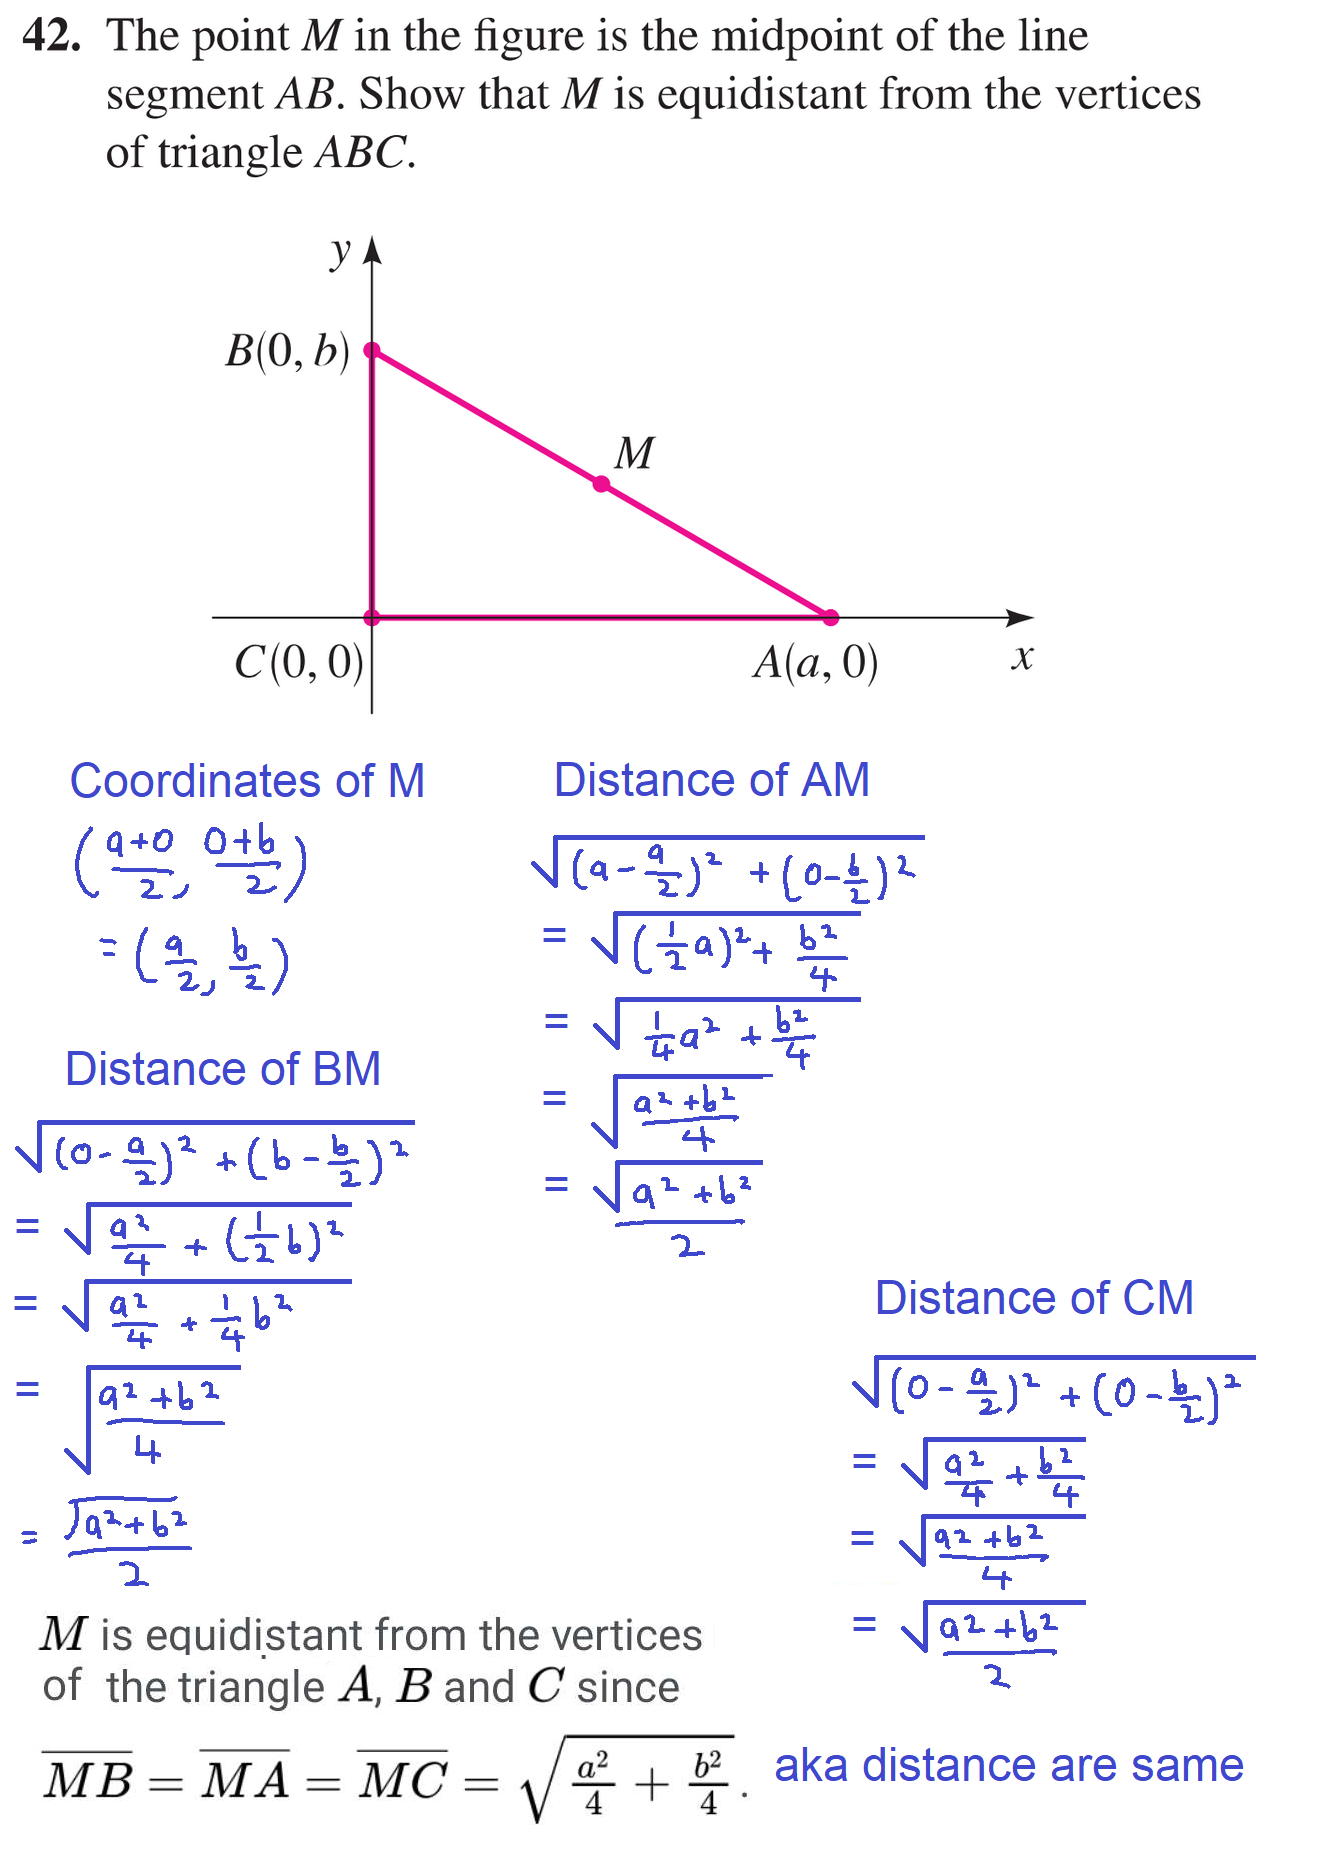 42. The point M in the figure is the midpoint of the line
segment AB. Show that M is equidistant from the vertices
of triangle ABC.
y
B(0, b)
M
C(0, 0)
A(a, 0)
x
Coordinates of M
((a+0)/2, (0+b)/2)
= (a/2, b/2)
Distance of AM
√((a - a/2)² + (0 - b/2)²)
= √((1/2 a)² + b²/4)
= √(1/4 a² + b²/4)
= √((a² + b²)/4)
= √(a² + b²)/2
Distance of BM
√((0 - a/2)² + (b - b/2)²)
= √(a²/4 + (1/2 b)²)
= √(a²/4 + 1/4 b²)
= √((a² + b²)/4)
= √(a² + b²)/2
Distance of CM
√((0 - a/2)² + (0 - b/2)²)
= √(a²/4 + b²/4)
= √((a² + b²)/4)
= √(a² + b²)/2
M is equidistant from the vertices
of the triangle A, B and C since
M̅B̅ = M̅A̅ = M̅C̅ = √(a²/4 + b²/4).
aka distance are same